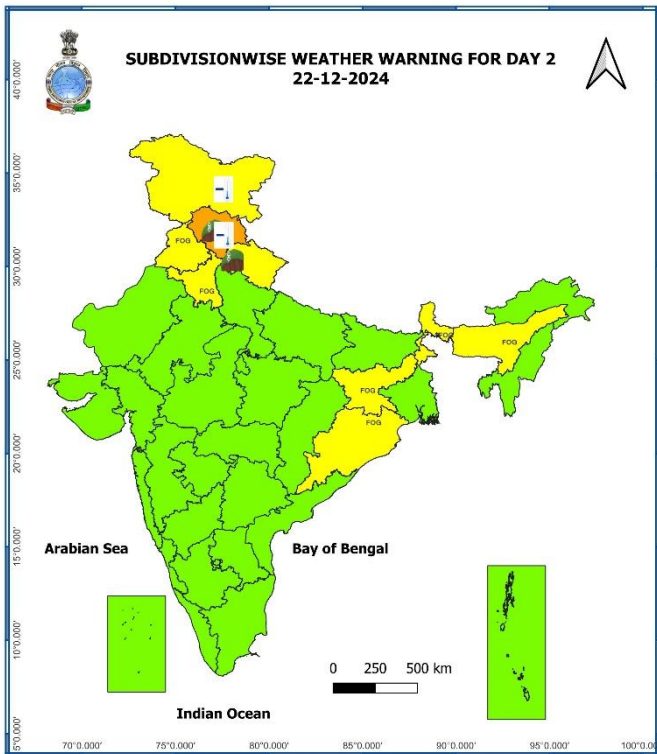 SUBDIVISIONWISE WEATHER WARNING FOR DAY 2
22-12-2024
40°0.000'
35°0.000'
30°0.000'
25°0.000'
20°0.000'
15°0.000'
10°0.000'
5°0.000'
FOG
FOG
FOG
FOG
FOG
FOG
Arabian Sea
Bay of Bengal
0 250 500 km
Indian Ocean
70°0.000' 75°0.000' 80°0.000' 85°0.000' 90°0.000' 95°0.000' 100°0.000